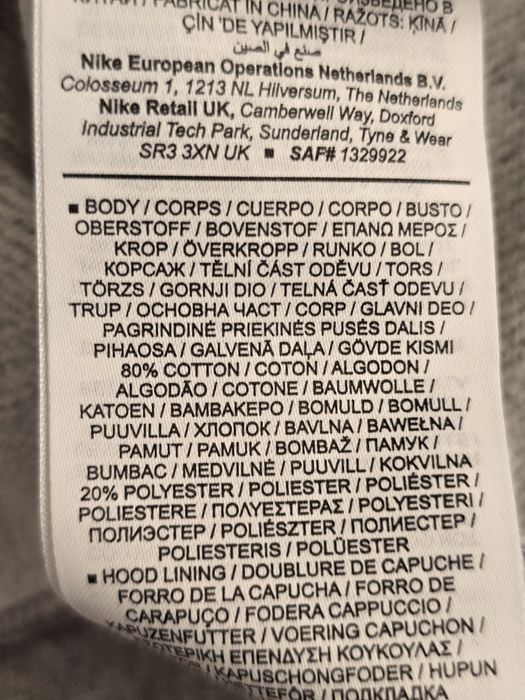 FABRICAT IN CHINA / RAŽOTS: ĶĪNĀ /
ÇİN 'DE YAPILMIŞTIR /
صنع في الصين
Nike European Operations Netherlands B.V.
Colosseum 1, 1213 NL Hilversum, The Netherlands
Nike Retail UK, Camberwell Way, Doxford
Industrial Tech Park, Sunderland, Tyne & Wear
SR3 3XN UK ■ SAF# 1329922
■ BODY / CORPS / CUERPO / CORPO / BUSTO /
OBERSTOFF / BOVENSTOF / ΕΠΑΝΩ ΜΕΡΟΣ /
KROP / ÖVERKROPP / RUNKO / BOL /
КОРСАЖ / TĚLNÍ ČÁST ODĚVU / TORS /
TÖRZS / GORNJI DIO / TELNÁ ČASŤ ODEVU /
TRUP / ОСНОВНА ЧАСТ / CORP / GLAVNI DEO /
PAGRINDINĖ PRIEKINĖS PUSĖS DALIS /
PIHAOSA / GALVENĀ DAĻA / GÖVDE KISMI
80% COTTON / COTON / ALGODON /
ALGODÃO / COTONE / BAUMWOLLE /
KATOEN / ΒΑΜΒΑΚΕΡΟ / BOMULD / BOMULL /
PUUVILLA / ХЛОПОК / BAVLNA / BAWEŁNA /
PAMUT / PAMUK / BOMBAŽ / ПАМУК /
BUMBAC / MEDVILNĖ / PUUVILL / KOKVILNA
20% POLYESTER / POLIESTER / POLIÉSTER /
POLIESTERE / ΠΟΛΥΕΣΤΕΡΑΣ / POLYESTERI /
ПОЛИЭСТЕР / POLIÉSZTER / ПОЛИЕСТЕР /
POLIESTERIS / POLÜESTER
■ HOOD LINING / DOUBLURE DE CAPUCHE /
FORRO DE LA CAPUCHA / FORRO DE
CARAPUÇO / FODERA CAPPUCCIO /
KAPUZENFUTTER / VOERING CAPUCHON /
ΕΣΩΤΕΡΙΚΗ ΕΠΕΝΔΥΣΗ ΚΟΥΚΟΥΛΑΣ /
KAPUSCHONGFODER / HUPUN
ПОДКЛАДКА